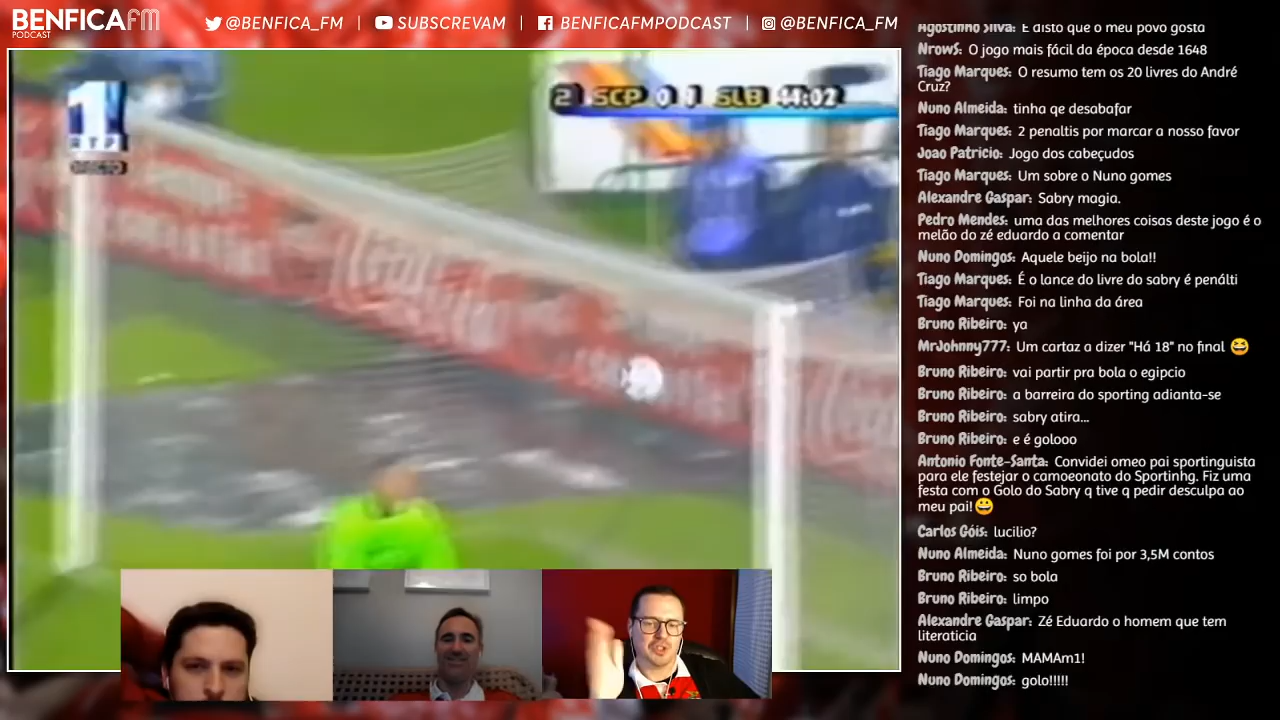 BENFICAFM
PODCAST
@BENFICA_FM
SUBSCREVAM
BENFICAFMPODCAST
@BENFICA_FM
1
RTP
DIRECTO
2 SCP 0 1 SLB 44:02
Agostinho Silva: É disto que o meu povo gosta
NrowS: O jogo mais fácil da época desde 1648
Tiago Marques: O resumo tem os 20 livres do André
Cruz?
Nuno Almeida: tinha qe desabafar
Tiago Marques: 2 penaltis por marcar a nosso favor
Joao Patricio: Jogo dos cabeçudos
Tiago Marques: Um sobre o Nuno gomes
Alexandre Gaspar: Sabry magia.
Pedro Mendes: uma das melhores coisas deste jogo é o
melão do zé eduardo a comentar
Nuno Domingos: Aquele beijo na bola!!
Tiago Marques: É o lance do livre do sabry é penálti
Tiago Marques: Foi na linha da área
Bruno Ribeiro: ya
MrJohnny777: Um cartaz a dizer "Há 18" no final 😆
Bruno Ribeiro: vai partir pra bola o egipcio
Bruno Ribeiro: a barreira do sporting adianta-se
Bruno Ribeiro: sabry atira...
Bruno Ribeiro: e é golooo
Antonio Fonte-Santa: Convidei omeo pai sportinguista
para ele festejar o camoeonato do Sportinhg. Fiz uma
festa com o Golo do Sabry q tive q pedir desculpa ao
meu pai!😀
Carlos Góis: lucilio?
Nuno Almeida: Nuno gomes foi por 3,5M contos
Bruno Ribeiro: so bola
Bruno Ribeiro: limpo
Alexandre Gaspar: Zé Eduardo o homem que tem
literaticia
Nuno Domingos: MAMAm1!
Nuno Domingos: golo!!!!!